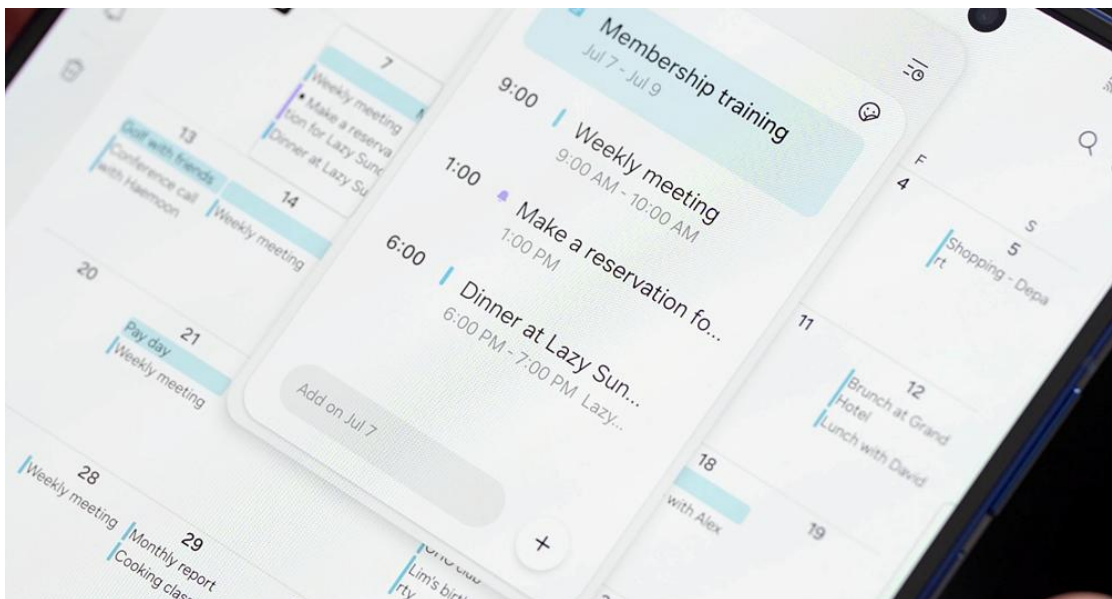 7
Weekly meeting
• Make a reserva
tion for Lazy Sund
Dinner at Lazy Su
13
Golf with friends
Conference call
with Haemoon
14
Weekly meeting
20
21
Pay day
Weekly meeting
28
Weekly meeting
29
Monthly report
Cooking class
Membership training
Jul 7 - Jul 9
9:00
Weekly meeting
9:00 AM - 10:00 AM
1:00
Make a reservation fo...
1:00 PM
6:00
Dinner at Lazy Sun...
6:00 PM - 7:00 PM Lazy...
Add on Jul 7
+
club
Lim's birt
rty
F
4
S
5
Shopping - Depa
rt
11
12
Brunch at Grand
Hotel
Lunch with David
18
with Alex
19